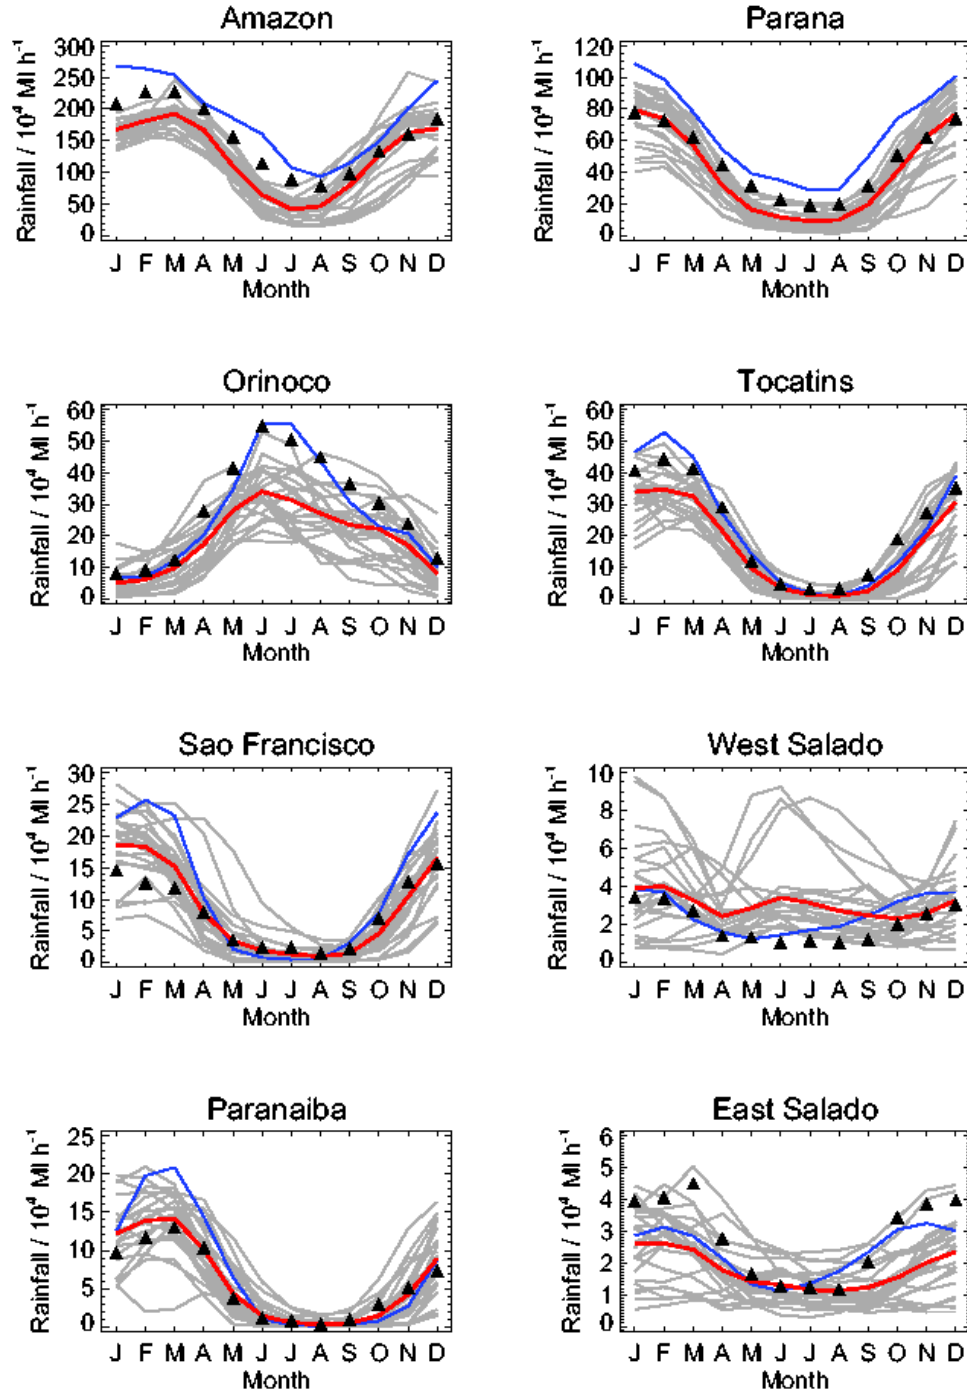 Amazon
Rainfall / 10⁴ Ml h⁻¹
300
250
200
150
100
50
0
J F M A M J J A S O N D
Month
Parana
Rainfall / 10⁴ Ml h⁻¹
120
100
80
60
40
20
0
J F M A M J J A S O N D
Month
Orinoco
Rainfall / 10⁴ Ml h⁻¹
60
50
40
30
20
10
0
J F M A M J J A S O N D
Month
Tocatins
Rainfall / 10⁴ Ml h⁻¹
60
50
40
30
20
10
0
J F M A M J J A S O N D
Month
Sao Francisco
Rainfall / 10⁴ Ml h⁻¹
30
25
20
15
10
5
0
J F M A M J J A S O N D
Month
West Salado
Rainfall / 10⁴ Ml h⁻¹
10
8
6
4
2
0
J F M A M J J A S O N D
Month
Paranaiba
Rainfall / 10⁴ Ml h⁻¹
25
20
15
10
5
0
J F M A M J J A S O N D
Month
East Salado
Rainfall / 10⁴ Ml h⁻¹
6
5
4
3
2
1
0
J F M A M J J A S O N D
Month